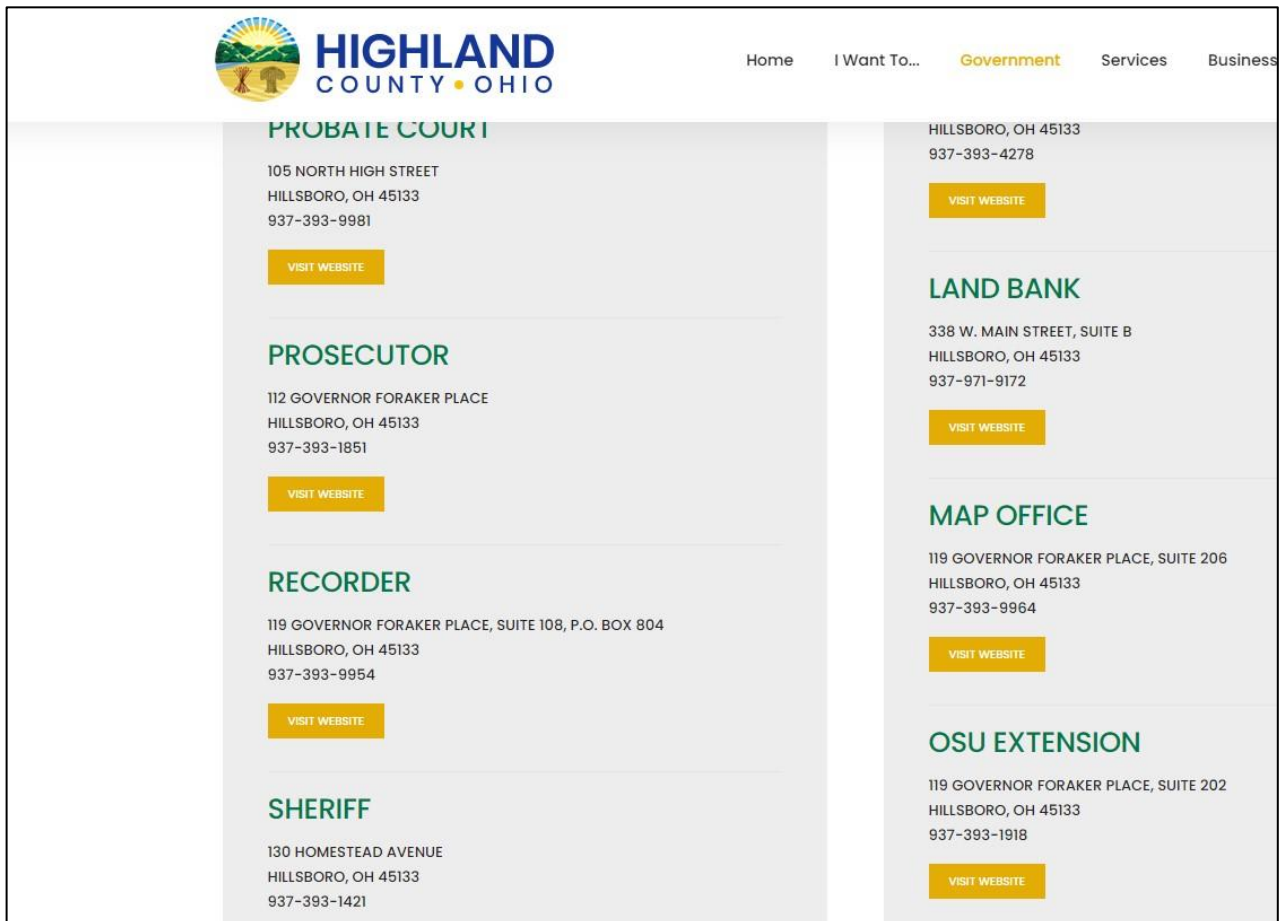 HIGHLAND
COUNTY • OHIO
Home I Want To... Government Services Business
PROBATE COURT
105 NORTH HIGH STREET
HILLSBORO, OH 45133
937-393-9981
VISIT WEBSITE
PROSECUTOR
112 GOVERNOR FORAKER PLACE
HILLSBORO, OH 45133
937-393-1851
VISIT WEBSITE
RECORDER
119 GOVERNOR FORAKER PLACE, SUITE 108, P.O. BOX 804
HILLSBORO, OH 45133
937-393-9954
VISIT WEBSITE
SHERIFF
130 HOMESTEAD AVENUE
HILLSBORO, OH 45133
937-393-1421
HILLSBORO, OH 45133
937-393-4278
VISIT WEBSITE
LAND BANK
338 W. MAIN STREET, SUITE B
HILLSBORO, OH 45133
937-971-9172
VISIT WEBSITE
MAP OFFICE
119 GOVERNOR FORAKER PLACE, SUITE 206
HILLSBORO, OH 45133
937-393-9964
VISIT WEBSITE
OSU EXTENSION
119 GOVERNOR FORAKER PLACE, SUITE 202
HILLSBORO, OH 45133
937-393-1918
VISIT WEBSITE